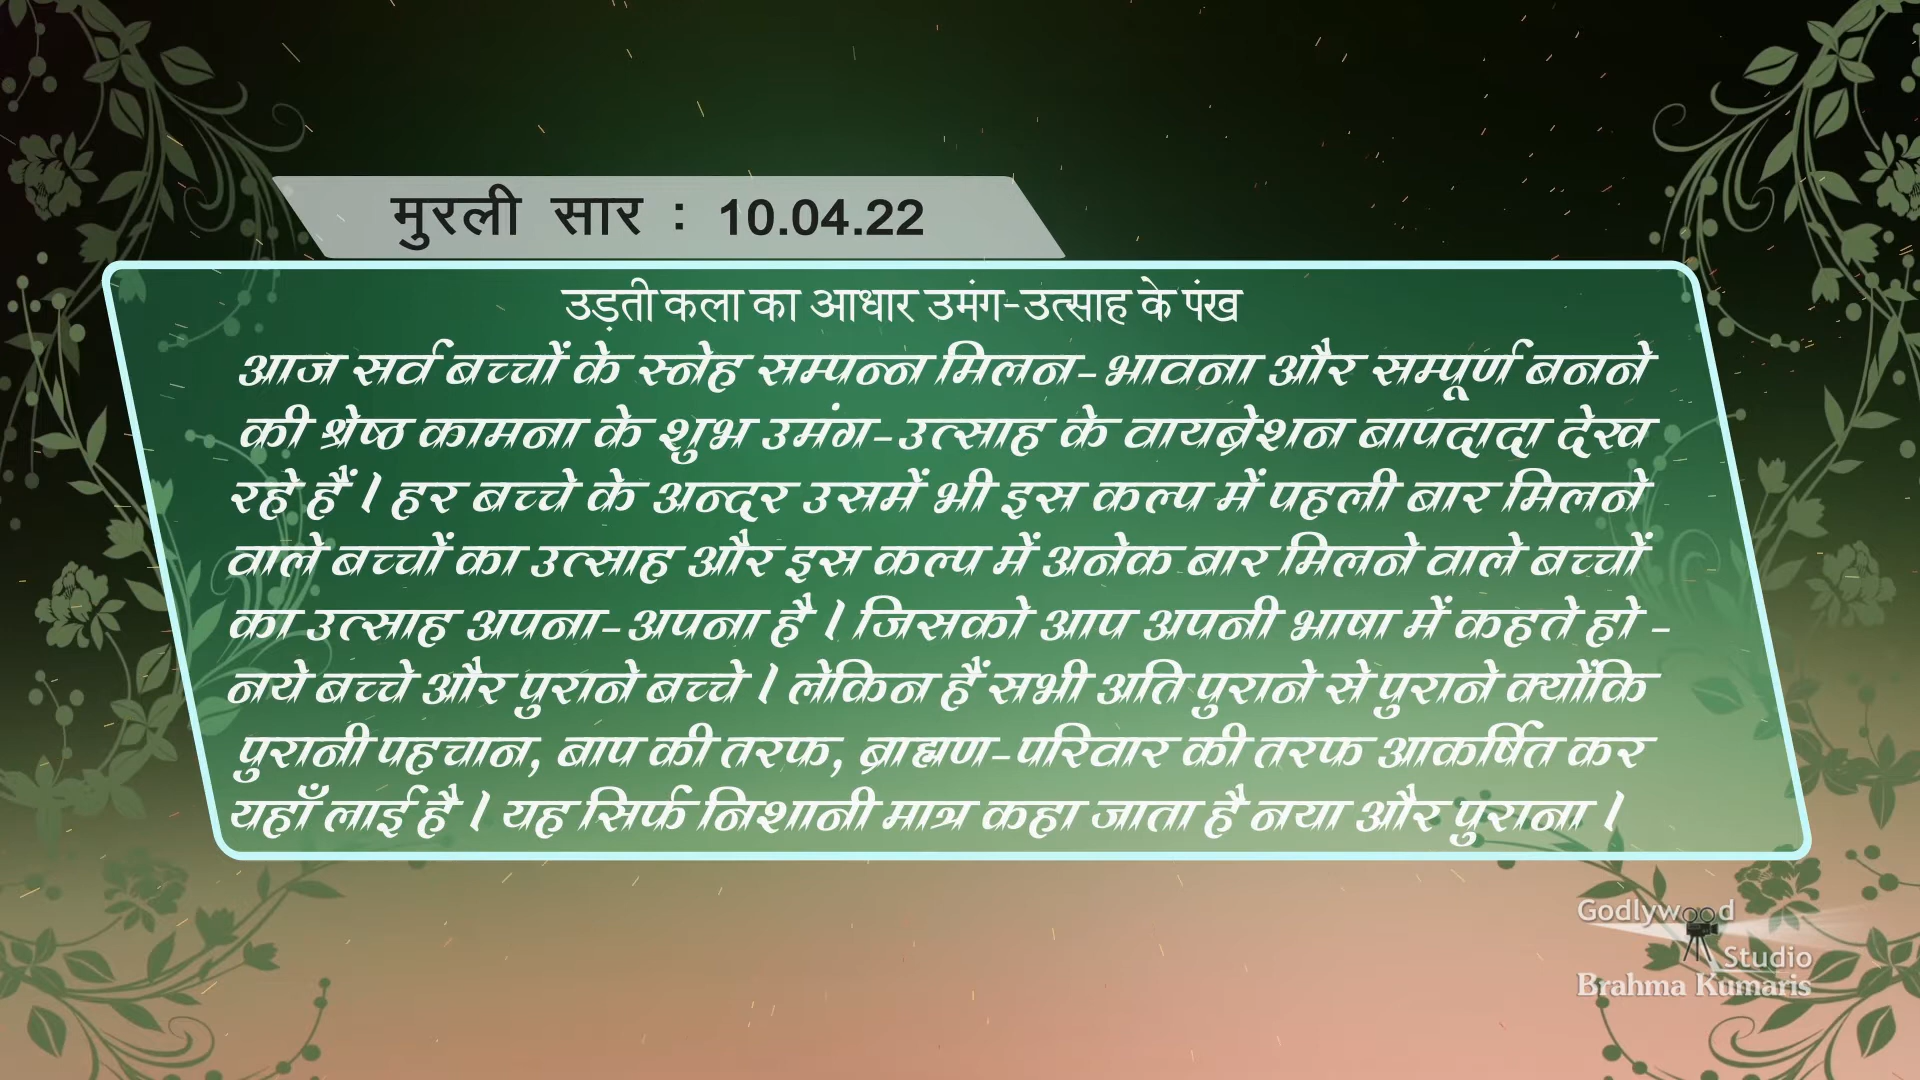 मुरली सार : 10.04.22
उड़ती कला का आधार उमंग-उत्साह के पंख
आज सर्व बच्चों के स्नेह सम्पन्न मिलन-भावना और सम्पूर्ण बनने
की श्रेष्ठ कामना के शुभ उमंग-उत्साह के वायब्रेशन बापदादा देख
रहे हैं । हर बच्चे के अन्दर उसमें भी इस कल्प में पहली बार मिलने
वाले बच्चों का उत्साह और इस कल्प में अनेक बार मिलने वाले बच्चों
का उत्साह अपना-अपना है । जिसको आप अपनी भाषा में कहते हो -
नये बच्चे और पुराने बच्चे । लेकिन हैं सभी अति पुराने से पुराने क्योंकि
पुरानी पहचान, बाप की तरफ, ब्राह्मण-परिवार की तरफ आकर्षित कर
यहाँ लाई है । यह सिर्फ निशानी मात्र कहा जाता है नया और पुराना ।
Godlywood
Studio
Brahma Kumaris